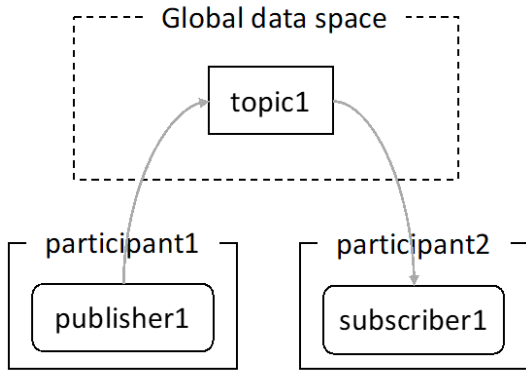 Global data space
topic1
participant1
participant2
publisher1
subscriber1